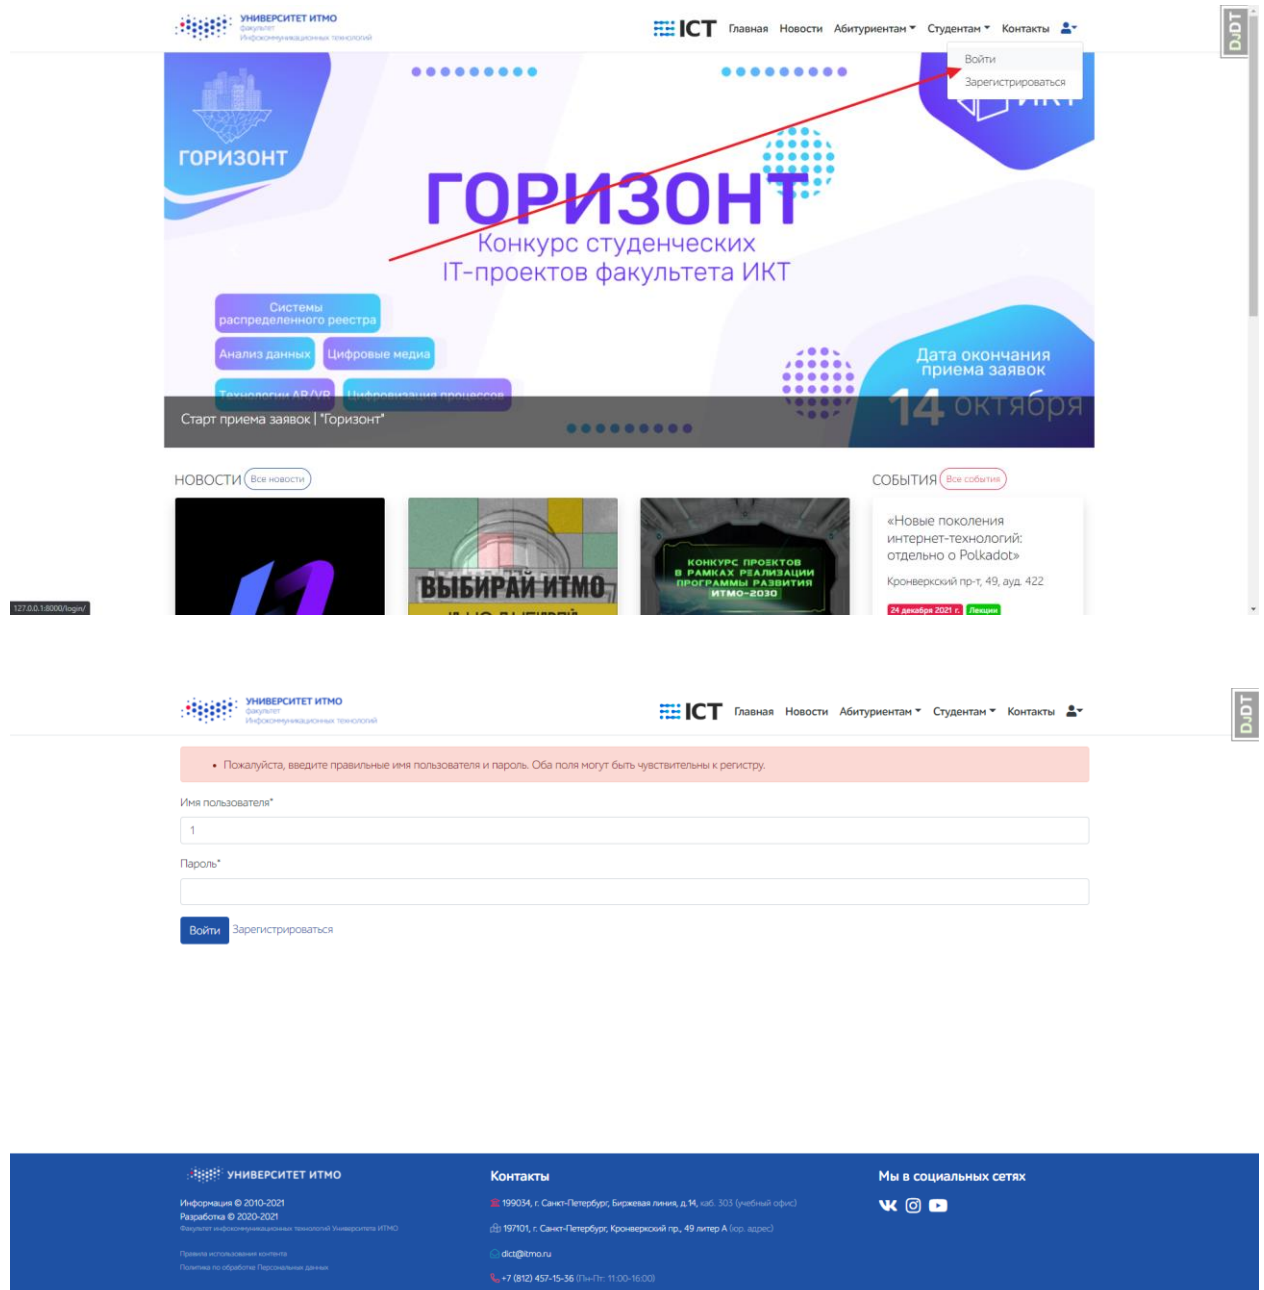 УНИВЕРСИТЕТ ИТМО
факультет
Инфокоммуникационных технологий
ICT Главная Новости Абитуриентам Студентам Контакты
DjDT
Войти
Зарегистрироваться
ИКТ
ГОРИЗОНТ
ГОРИЗОНТ
Конкурс студенческих
IT-проектов факультета ИКТ
Системы
распределенного реестра
Анализ данных Цифровые медиа
Технологии AR/VR Цифровизация процессов
Дата окончания
приема заявок
14 октября
Старт приема заявок | "Горизонт"
НОВОСТИ Все новости
СОБЫТИЯ Все события
ВЫБИРАЙ ИТМО
КОНКУРС ПРОЕКТОВ
В РАМКАХ РЕАЛИЗАЦИИ
ПРОГРАММЫ РАЗВИТИЯ
ИТМО-2030
«Новые поколения
интернет-технологий:
отдельно о Polkadot»
Кронверкский пр-т, 49, ауд. 422
24 декабря 2021 г. Лекции
127.0.0.1:8000/login/
УНИВЕРСИТЕТ ИТМО
факультет
Инфокоммуникационных технологий
ICT Главная Новости Абитуриентам Студентам Контакты
DjDT
Пожалуйста, введите правильные имя пользователя и пароль. Оба поля могут быть чувствительны к регистру.
Имя пользователя*
1
Пароль*
Войти Зарегистрироваться
УНИВЕРСИТЕТ ИТМО
Информация © 2010-2021
Разработка © 2020-2021
Факультет инфокоммуникационных технологий Университета ИТМО
Правила использования контента
Политика по обработке Персональных данных
Контакты
199034, г. Санкт-Петербург, Биржевая линия, д.14, каб. 303 (учебный офис)
197101, г. Санкт-Петербург, Кронверкский пр., 49 литер А (юр. адрес)
dict@itmo.ru
+7 (812) 457-15-36 (Пн-Пт: 11:00-16:00)
Мы в социальных сетях